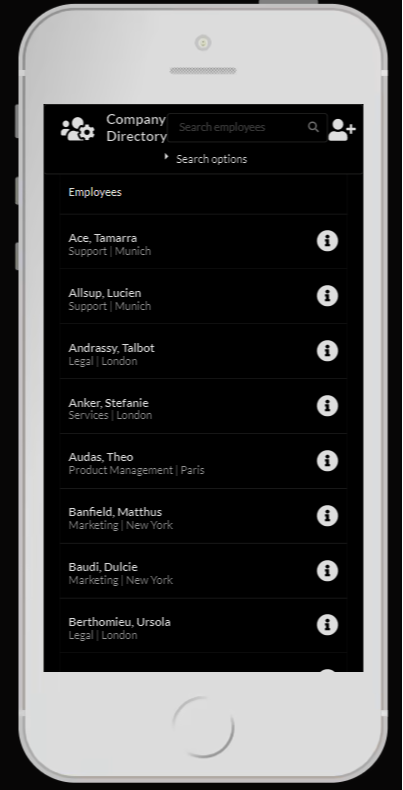 Company
Directory
Search employees
Search options
Employees
Ace, Tamarra
Support | Munich
Allsup, Lucien
Support | Munich
Andrassy, Talbot
Legal | London
Anker, Stefanie
Services | London
Audas, Theo
Product Management | Paris
Banfield, Matthus
Marketing | New York
Baudi, Dulcie
Marketing | New York
Berthomieu, Ursola
Legal | London